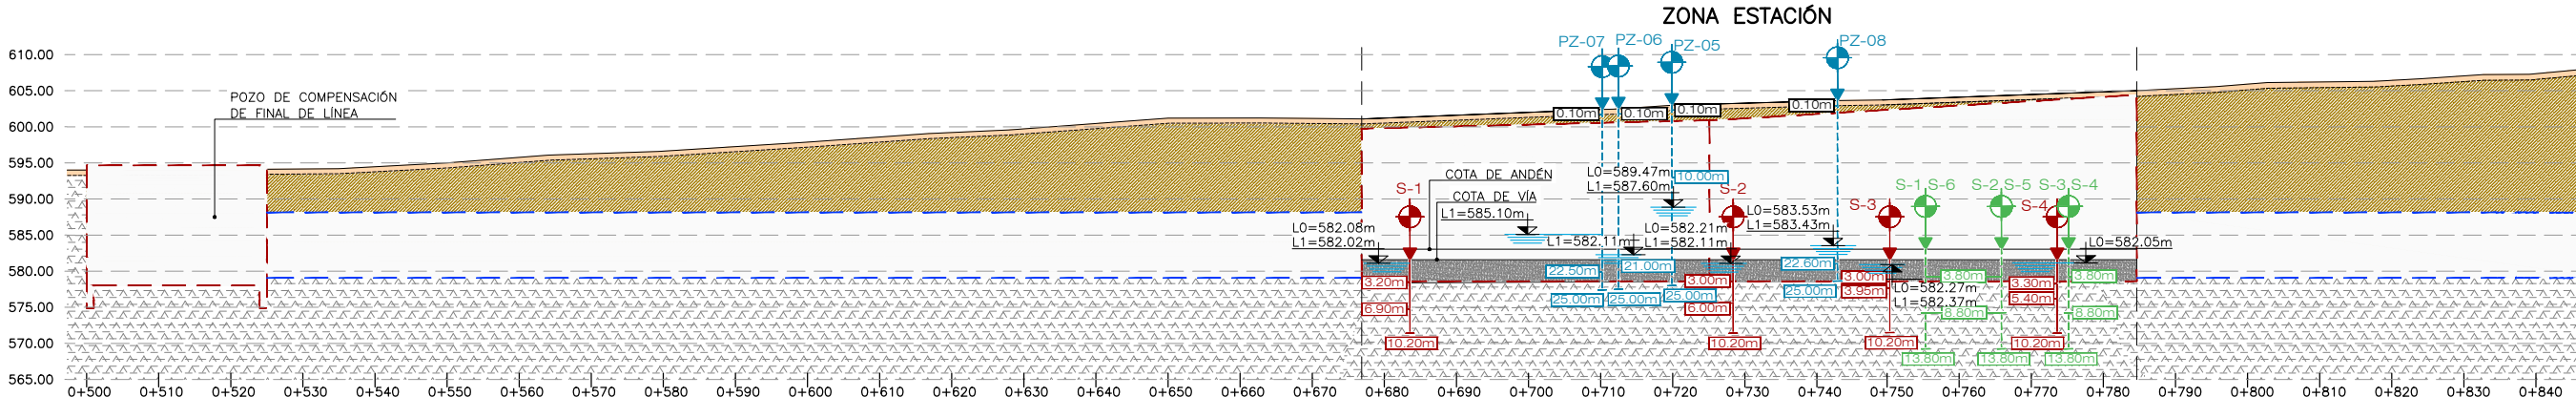 ZONA ESTACIÓN
PZ-07
PZ-06
PZ-05
PZ-08
610.00
605.00
600.00
595.00
590.00
585.00
580.00
575.00
570.00
565.00
POZO DE COMPENSACIÓN
DE FINAL DE LÍNEA
0.10m
0.10m
0.10m
0.10m
COTA DE ANDÉN
COTA DE VÍA
L0=589.47m
L1=587.60m
10.00m
S-1
S-2
S-3
S-4
S-1
S-6
S-2
S-5
S-3
S-4
L1=585.10m
L0=582.08m
L1=582.02m
L1=582.11m
L0=582.21m
L1=582.11m
L0=583.53m
L1=583.43m
L0=582.05m
L0=582.27m
L1=582.37m
22.50m
21.00m
22.60m
25.00m
25.00m
25.00m
25.00m
3.20m
6.90m
10.20m
3.00m
6.00m
10.20m
3.00m
3.95m
10.20m
3.30m
5.40m
10.20m
3.80m
3.80m
8.80m
8.80m
13.80m
13.80m
13.80m
0+500
0+510
0+520
0+530
0+540
0+550
0+560
0+570
0+580
0+590
0+600
0+610
0+620
0+630
0+640
0+650
0+660
0+670
0+680
0+690
0+700
0+710
0+720
0+730
0+740
0+750
0+760
0+770
0+780
0+790
0+800
0+810
0+820
0+830
0+840